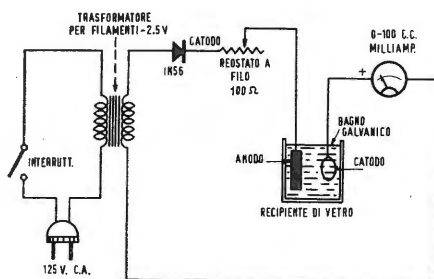 TRASFORMATORE
PER FILAMENTI-2.5V
CATODO
1N56
REOSTATO A
FILO
100 Ω
0-100 C.C.
MILLIAMP.
+
BAGNO
GALVANICO
INTERRUTT.
ANODO
CATODO
RECIPIENTE DI VETRO
125 V. C.A.